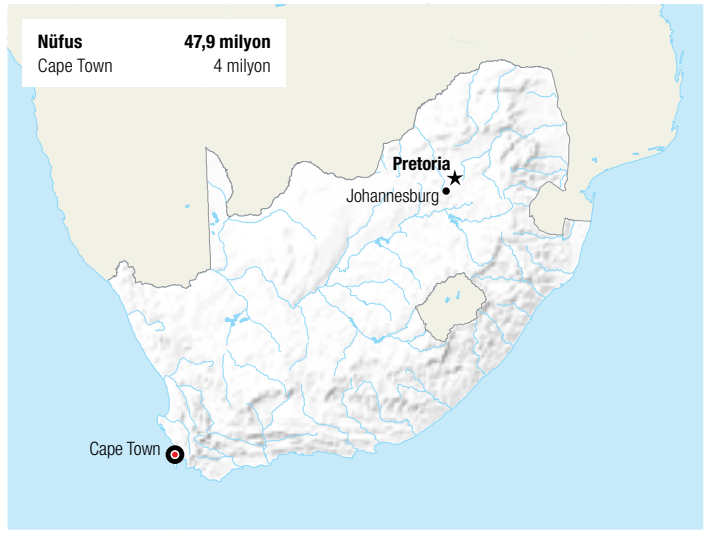 Nüfus 47,9 milyon
Cape Town 4 milyon
Pretoria
Johannesburg
Cape Town